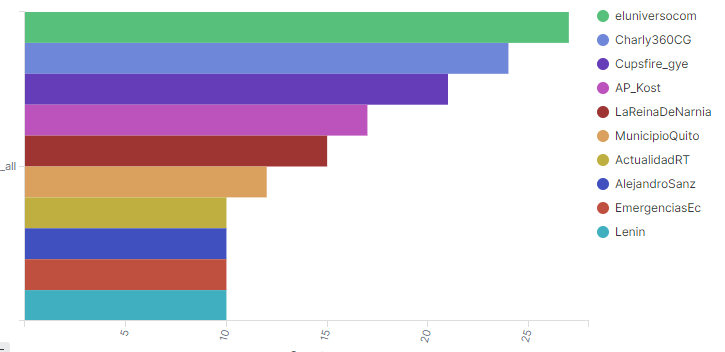 eluniversocom
Charly360CG
Cupsfire_gye
AP_Kost
LaReinaDeNarnia
MunicipioQuito
ActualidadRT
AlejandroSanz
EmergenciasEc
Lenin
_all
5
10
15
20
25